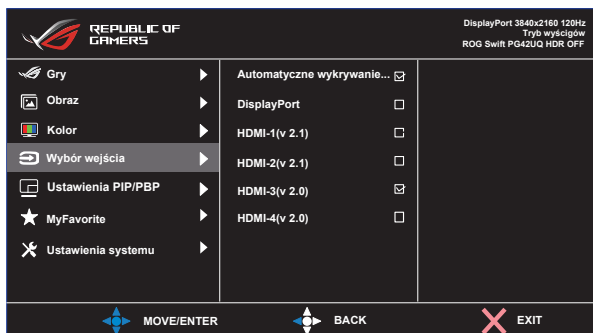 REPUBLIC OF
GAMERS
DisplayPort 3840x2160 120Hz
Tryb wyścigów
ROG Swift PG42UQ HDR OFF
Gry
Obraz
Kolor
Wybór wejścia
Ustawienia PIP/PBP
MyFavorite
Ustawienia systemu
Automatyczne wykrywanie...
DisplayPort
HDMI-1(v 2.1)
HDMI-2(v 2.1)
HDMI-3(v 2.0)
HDMI-4(v 2.0)
MOVE/ENTER
BACK
EXIT